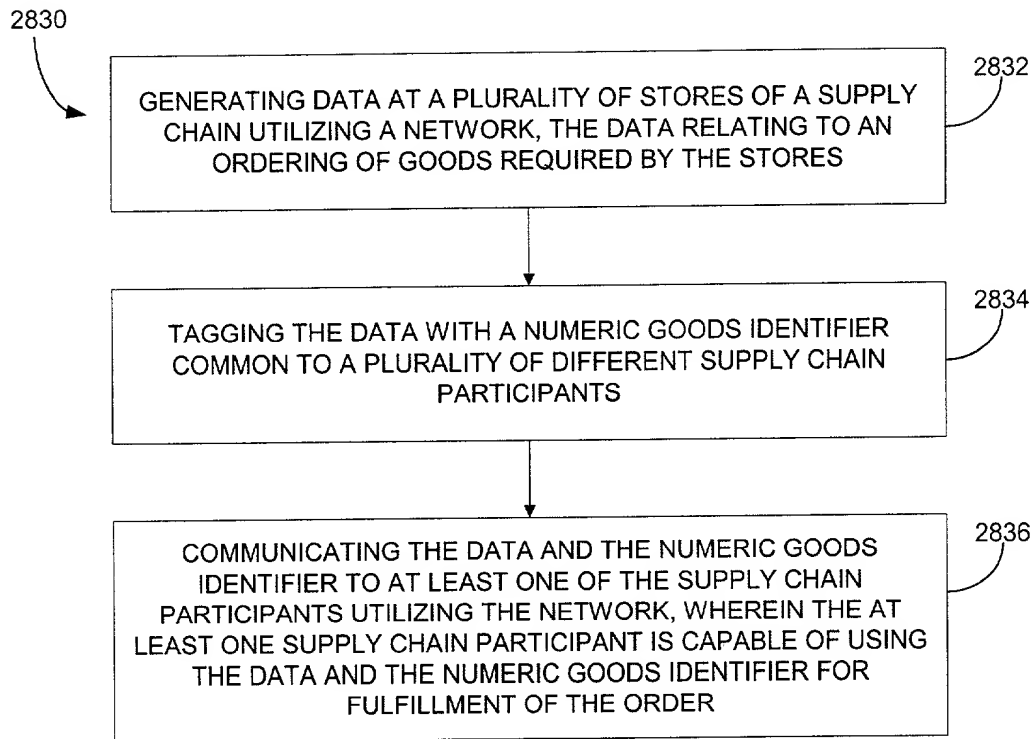 2830
2832
GENERATING DATA AT A PLURALITY OF STORES OF A SUPPLY
CHAIN UTILIZING A NETWORK, THE DATA RELATING TO AN
ORDERING OF GOODS REQUIRED BY THE STORES
2834
TAGGING THE DATA WITH A NUMERIC GOODS IDENTIFIER
COMMON TO A PLURALITY OF DIFFERENT SUPPLY CHAIN
PARTICIPANTS
2836
COMMUNICATING THE DATA AND THE NUMERIC GOODS
IDENTIFIER TO AT LEAST ONE OF THE SUPPLY CHAIN
PARTICIPANTS UTILIZING THE NETWORK, WHEREIN THE AT
LEAST ONE SUPPLY CHAIN PARTICIPANT IS CAPABLE OF USING
THE DATA AND THE NUMERIC GOODS IDENTIFIER FOR
FULFILLMENT OF THE ORDER